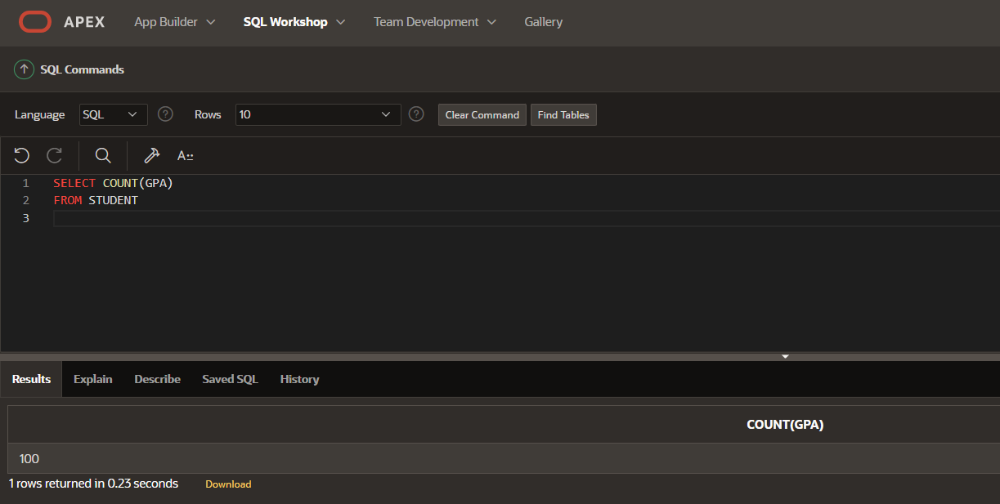 APEX App Builder SQL Workshop Team Development Gallery
SQL Commands
Language SQL ? Rows 10 ? Clear Command Find Tables
A::
1 SELECT COUNT(GPA)
2 FROM STUDENT
3
Results Explain Describe Saved SQL History
COUNT(GPA)
100
1 rows returned in 0.23 seconds Download